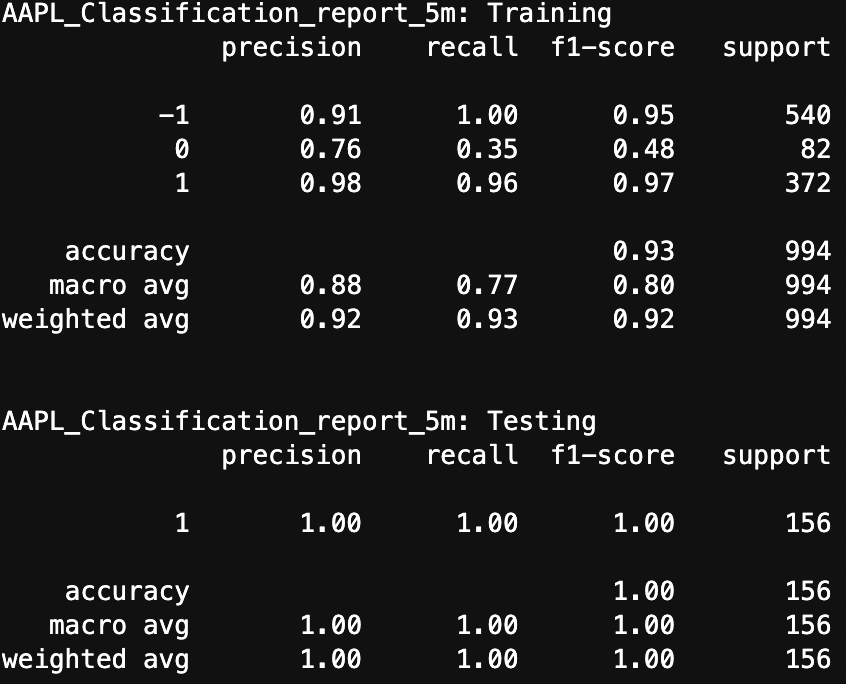 AAPL_Classification_report_5m: Training
precision recall f1-score support
-1 0.91 1.00 0.95 540
0 0.76 0.35 0.48 82
1 0.98 0.96 0.97 372
accuracy 0.93 994
macro avg 0.88 0.77 0.80 994
weighted avg 0.92 0.93 0.92 994
AAPL_Classification_report_5m: Testing
precision recall f1-score support
1 1.00 1.00 1.00 156
accuracy 1.00 156
macro avg 1.00 1.00 1.00 156
weighted avg 1.00 1.00 1.00 156